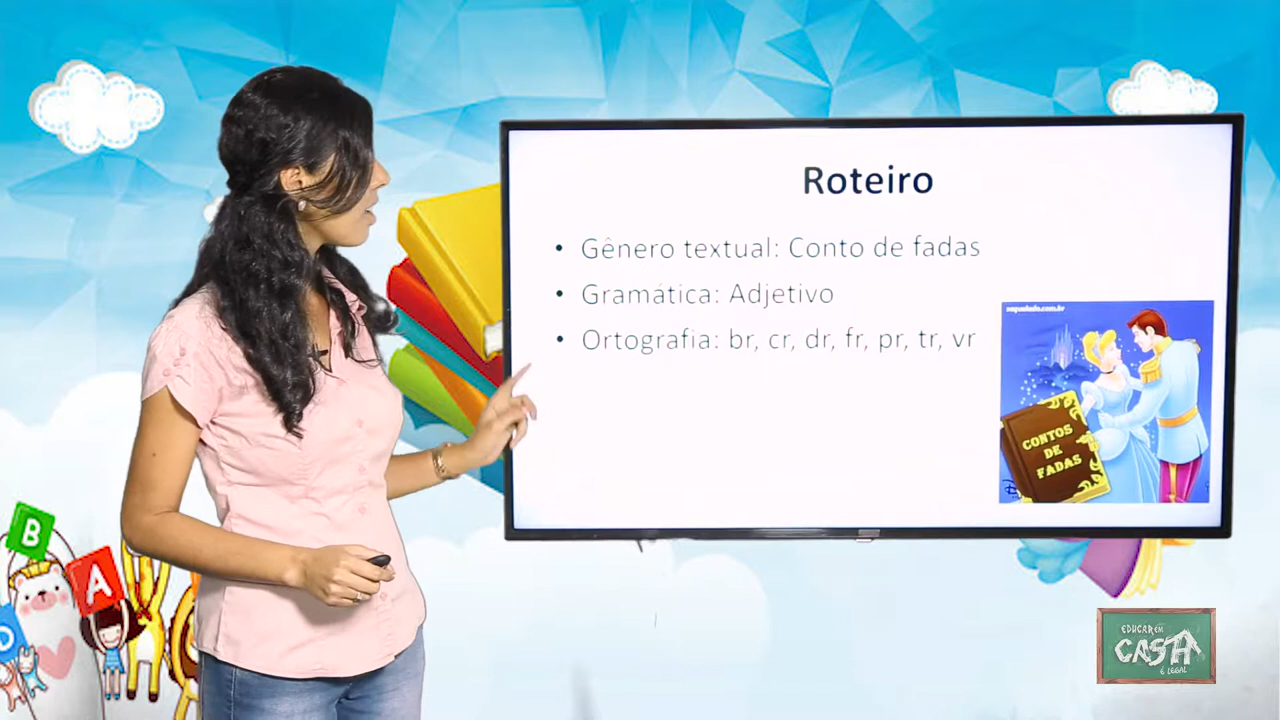 Roteiro
• Gênero textual: Conto de fadas
• Gramática: Adjetivo
• Ortografia: br, cr, dr, fr, pr, tr, vr
CONTOS
DE
FADAS
B
A
EDUCAR EM
CASA
É LEGAL